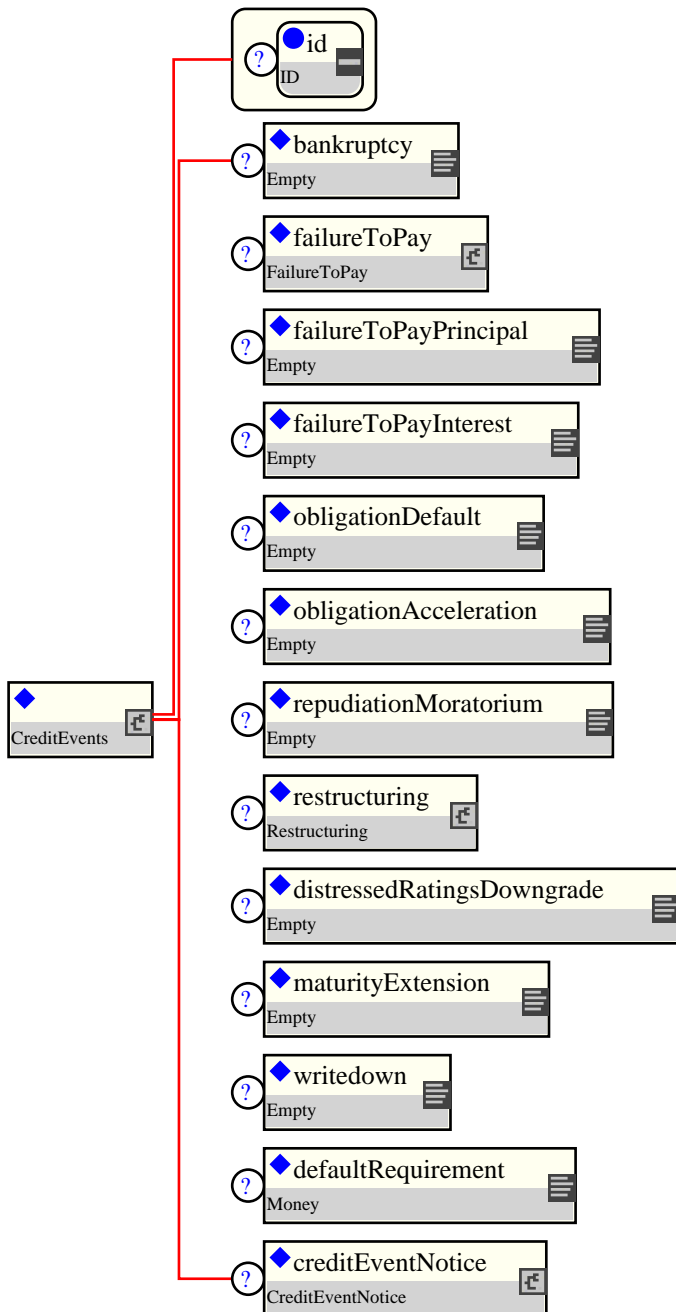 ? id
ID
? bankruptcy
Empty
? failureToPay
FailureToPay
? failureToPayPrincipal
Empty
? failureToPayInterest
Empty
? obligationDefault
Empty
? obligationAcceleration
Empty
CreditEvents
? repudiationMoratorium
Empty
? restructuring
Restructuring
? distressedRatingsDowngrade
Empty
? maturityExtension
Empty
? writedown
Empty
? defaultRequirement
Money
? creditEventNotice
CreditEventNotice